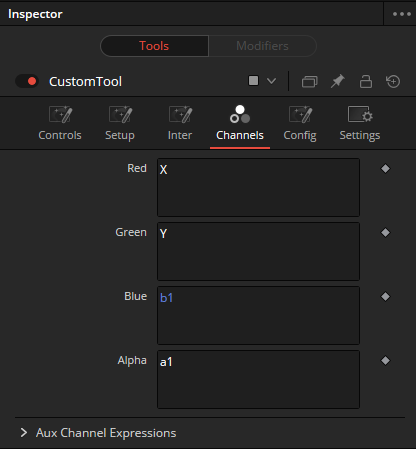 Inspector
Tools Modifiers
CustomTool
Controls Setup Inter Channels Config Settings
Red X
Green Y
Blue b1
Alpha a1
Aux Channel Expressions